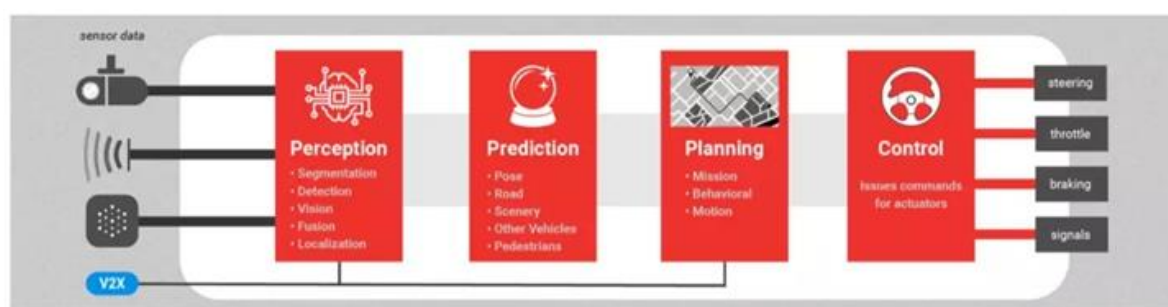 sensor data
V2X
Perception
• Segmentation
• Detection
• Vision
• Fusion
• Localization
Prediction
• Pose
• Road
• Scenery
• Other Vehicles
• Pedestrians
Planning
• Mission
• Behavioral
• Motion
Control
Issues commands
for actuators
steering
throttle
braking
signals